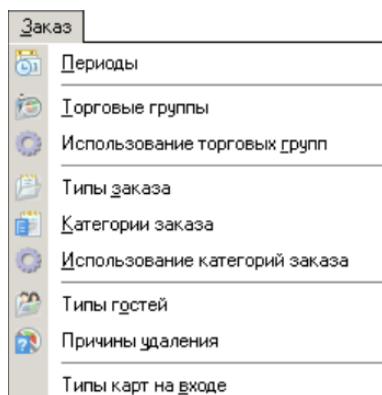 Заказ
Периоды
Торговые группы
Использование торговых групп
Типы заказа
Категории заказа
Использование категорий заказа
Типы гостей
Причины удаления
Типы карт на входе